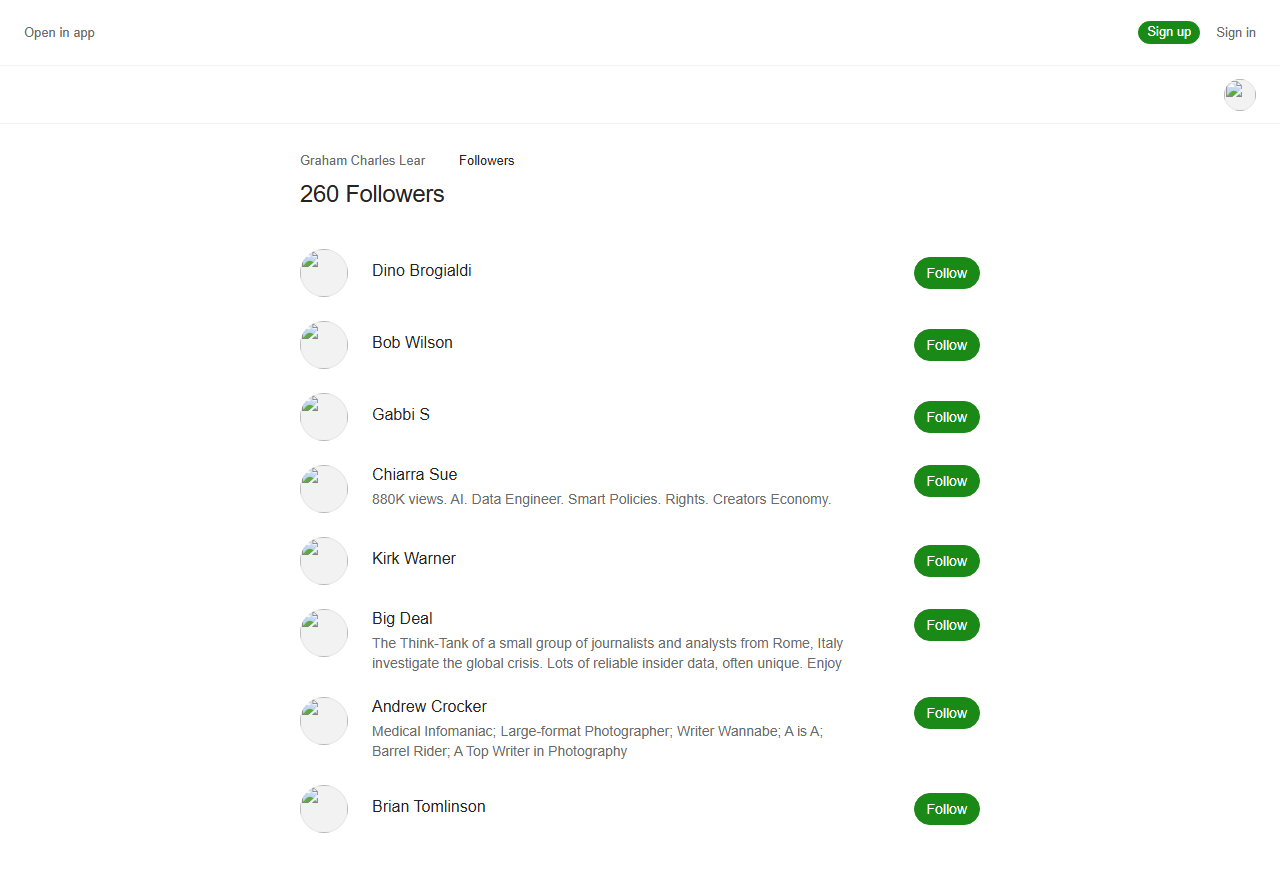 Open in app
Sign up
Sign in
Graham Charles Lear
Followers
260 Followers
Dino Brogialdi
Follow
Bob Wilson
Follow
Gabbi S
Follow
Chiarra Sue
880K views. AI. Data Engineer. Smart Policies. Rights. Creators Economy.
Follow
Kirk Warner
Follow
Big Deal
The Think-Tank of a small group of journalists and analysts from Rome, Italy
investigate the global crisis. Lots of reliable insider data, often unique. Enjoy
Follow
Andrew Crocker
Medical Infomaniac; Large-format Photographer; Writer Wannabe; A is A;
Barrel Rider; A Top Writer in Photography
Follow
Brian Tomlinson
Follow